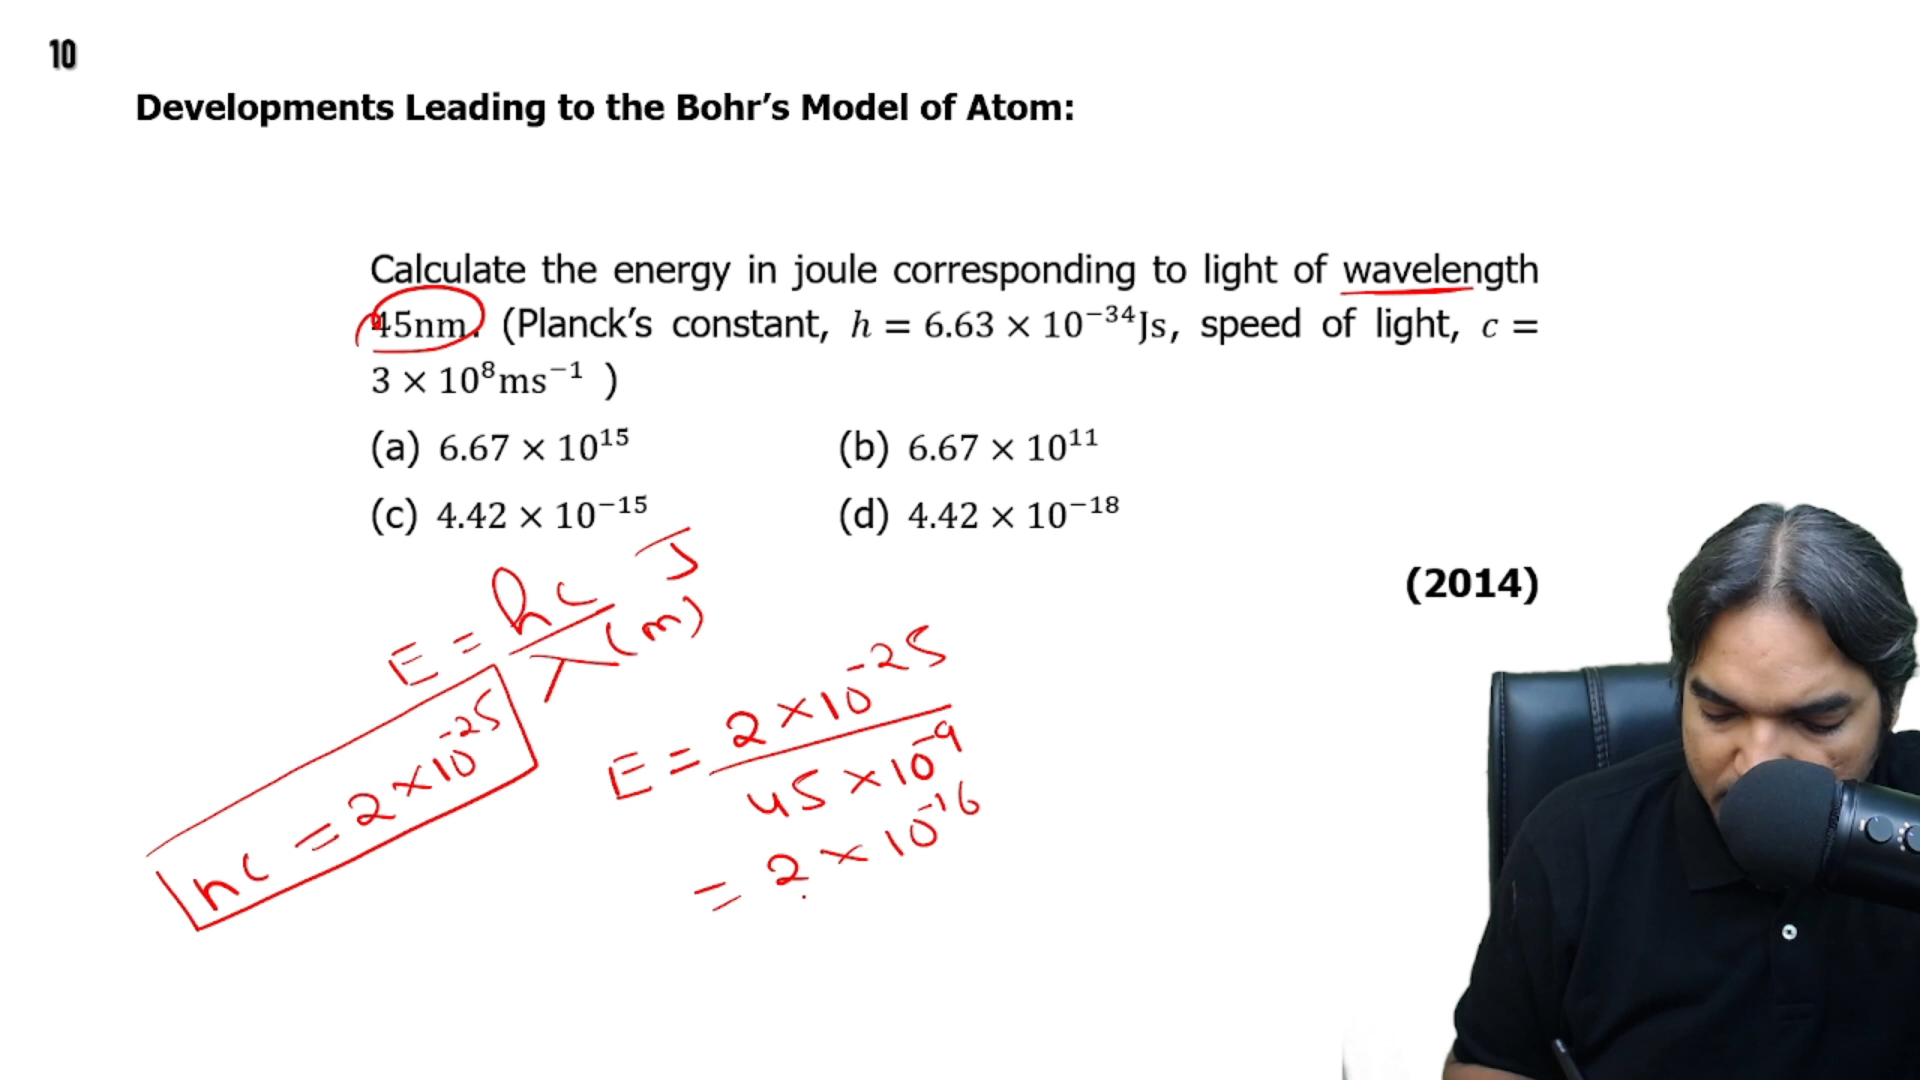 10
Developments Leading to the Bohr's Model of Atom:
Calculate the energy in joule corresponding to light of wavelength
45nm. (Planck's constant, ℎ = 6.63 × 10⁻³⁴Js, speed of light, c =
3 × 10⁸ms⁻¹ )
(a) 6.67 × 10¹⁵ (b) 6.67 × 10¹¹
(c) 4.42 × 10⁻¹⁵ (d) 4.42 × 10⁻¹⁸
(2014)
E = hc J
λ(m)
hc = 2 × 10⁻²⁵
E = 2 × 10⁻²⁵
45 × 10⁻⁹
= 2 × 10⁻¹⁶